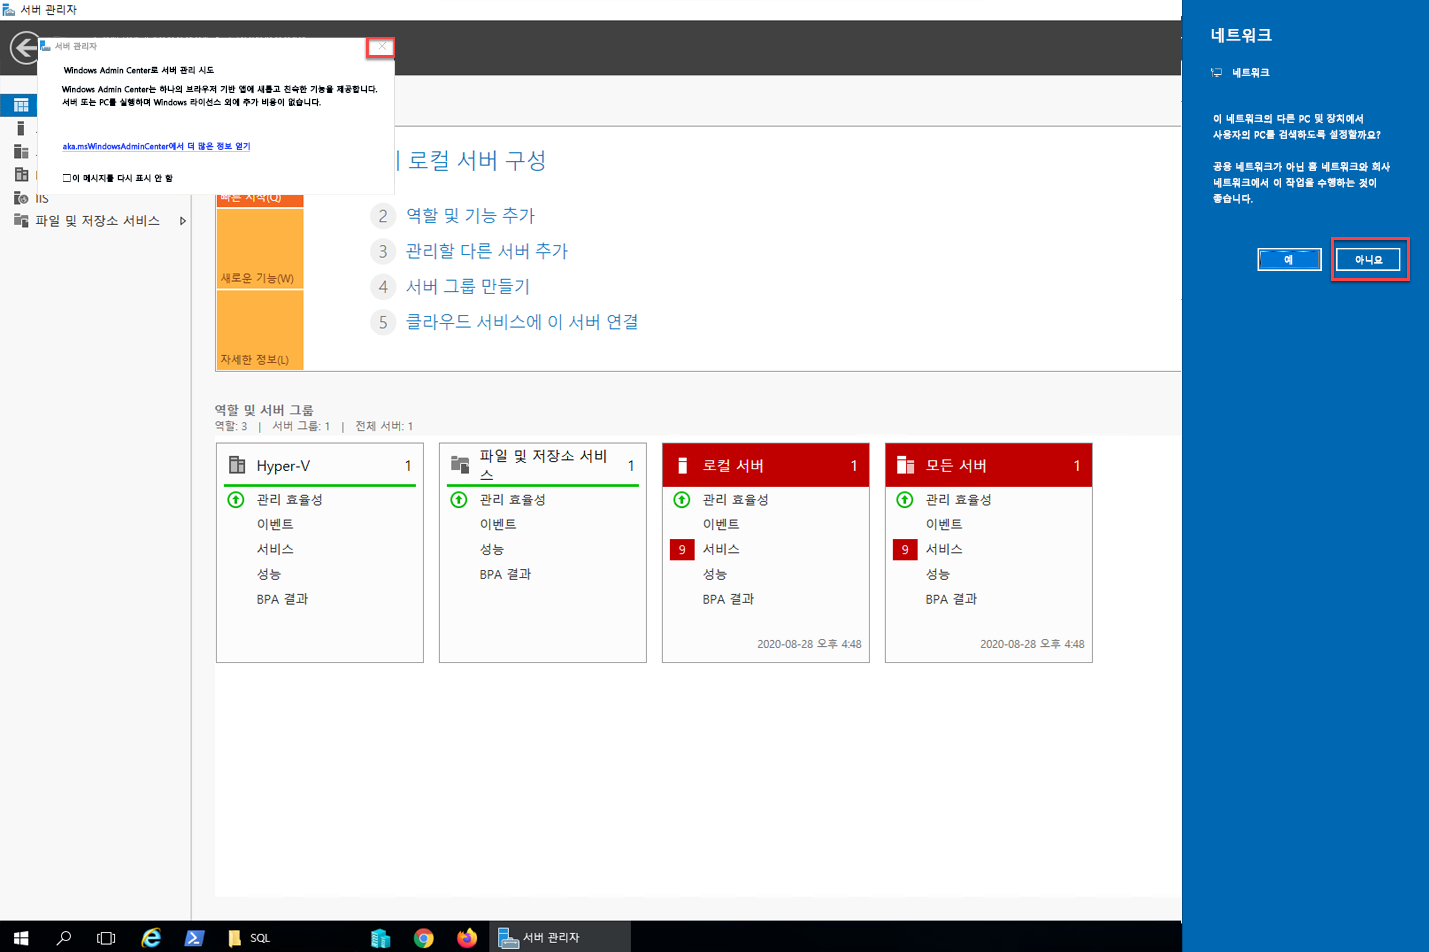 서버 관리자
서버 관리자
Windows Admin Center로 서버 관리 시도
Windows Admin Center는 하나의 브라우저 기반 앱에 새롭고 친숙한 기능을 제공합니다.
서버 또는 PC를 실행하며 Windows 라이선스 외에 추가 비용이 없습니다.
aka.msWindowsAdminCenter에서 더 많은 정보 얻기
이 메시지를 다시 표시 안 함
IIS
파일 및 저장소 서비스
로컬 서버 구성
빠른 시작(Q)
2 역할 및 기능 추가
3 관리할 다른 서버 추가
새로운 기능(W)
4 서버 그룹 만들기
5 클라우드 서비스에 이 서버 연결
자세한 정보(L)
역할 및 서버 그룹
역할: 3 | 서버 그룹: 1 | 전체 서버: 1
Hyper-V 1
관리 효율성
이벤트
서비스
성능
BPA 결과
파일 및 저장소 서비
스 1
관리 효율성
이벤트
성능
BPA 결과
로컬 서버 1
관리 효율성
이벤트
9 서비스
성능
BPA 결과
2020-08-28 오후 4:48
모든 서버 1
관리 효율성
이벤트
9 서비스
성능
BPA 결과
2020-08-28 오후 4:48
네트워크
네트워크
이 네트워크의 다른 PC 및 장치에서
사용자의 PC를 검색하도록 설정할까요?
공용 네트워크가 아닌 홈 네트워크와 회사
네트워크에서 이 작업을 수행하는 것이
좋습니다.
예 아니요
SQL
서버 관리자